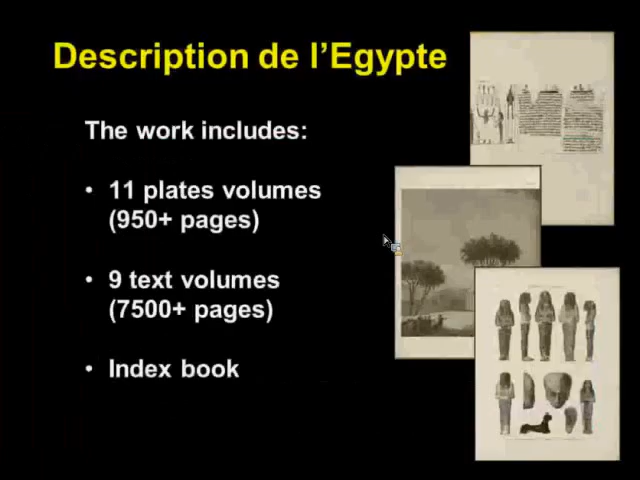 Description de l'Egypte
The work includes:
• 11 plates volumes
(950+ pages)
• 9 text volumes
(7500+ pages)
• Index book